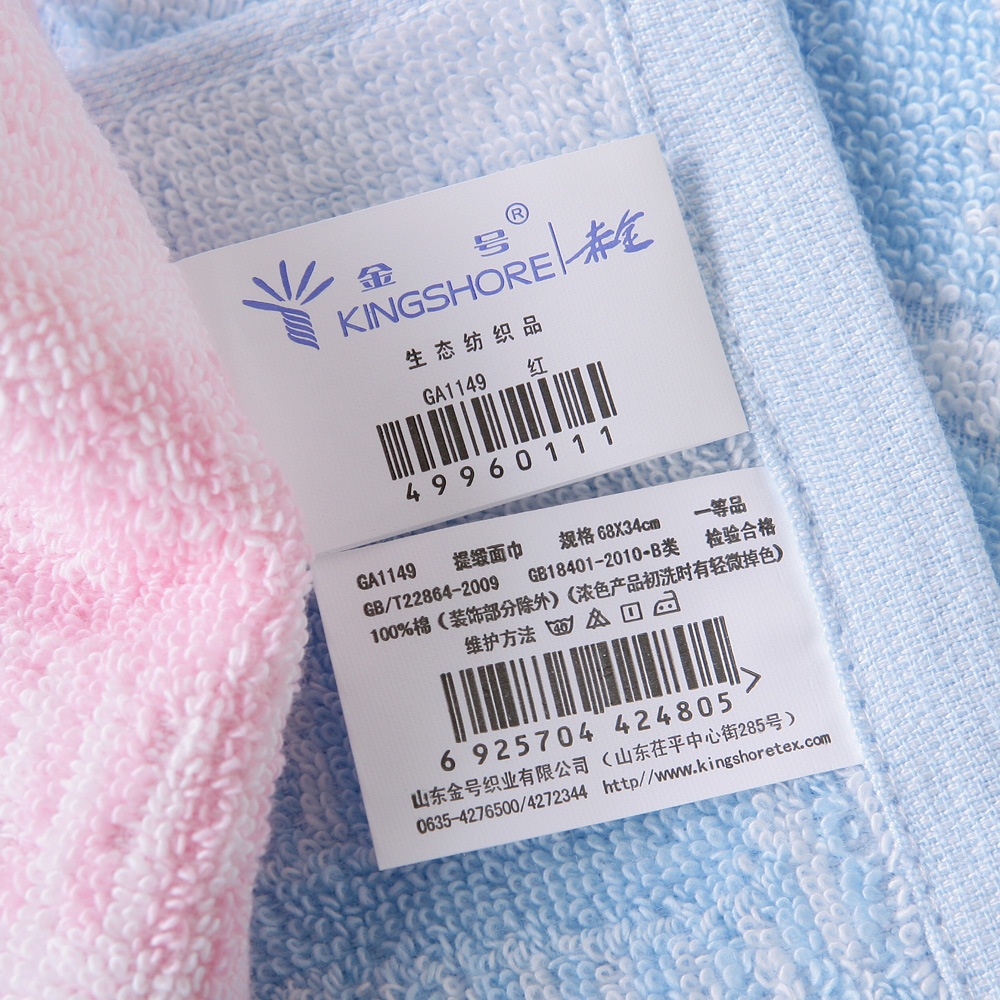 金号®
KINGSHORE | 赤金
生态纺织品
GA1149 红
49960111
GA1149 提缎面巾 规格 68X34cm 一等品
GB/T22864-2009 GB18401-2010-B类 检验合格
100%棉（装饰部分除外）（浓色产品初洗时有轻微掉色）
维护方法
6 925704 424805 >
山东金号织业有限公司（山东茌平中心街285号）
0635-4276500/4272344 http//www.kingshoretex.com